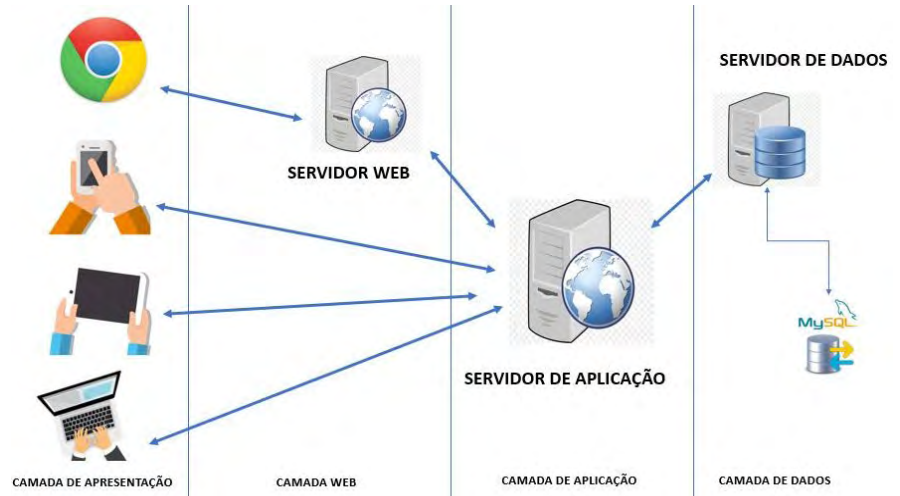 SERVIDOR DE DADOS
SERVIDOR WEB
MySQL
SERVIDOR DE APLICAÇÃO
CAMADA DE APRESENTAÇÃO
CAMADA WEB
CAMADA DE APLICAÇÃO
CAMADA DE DADOS